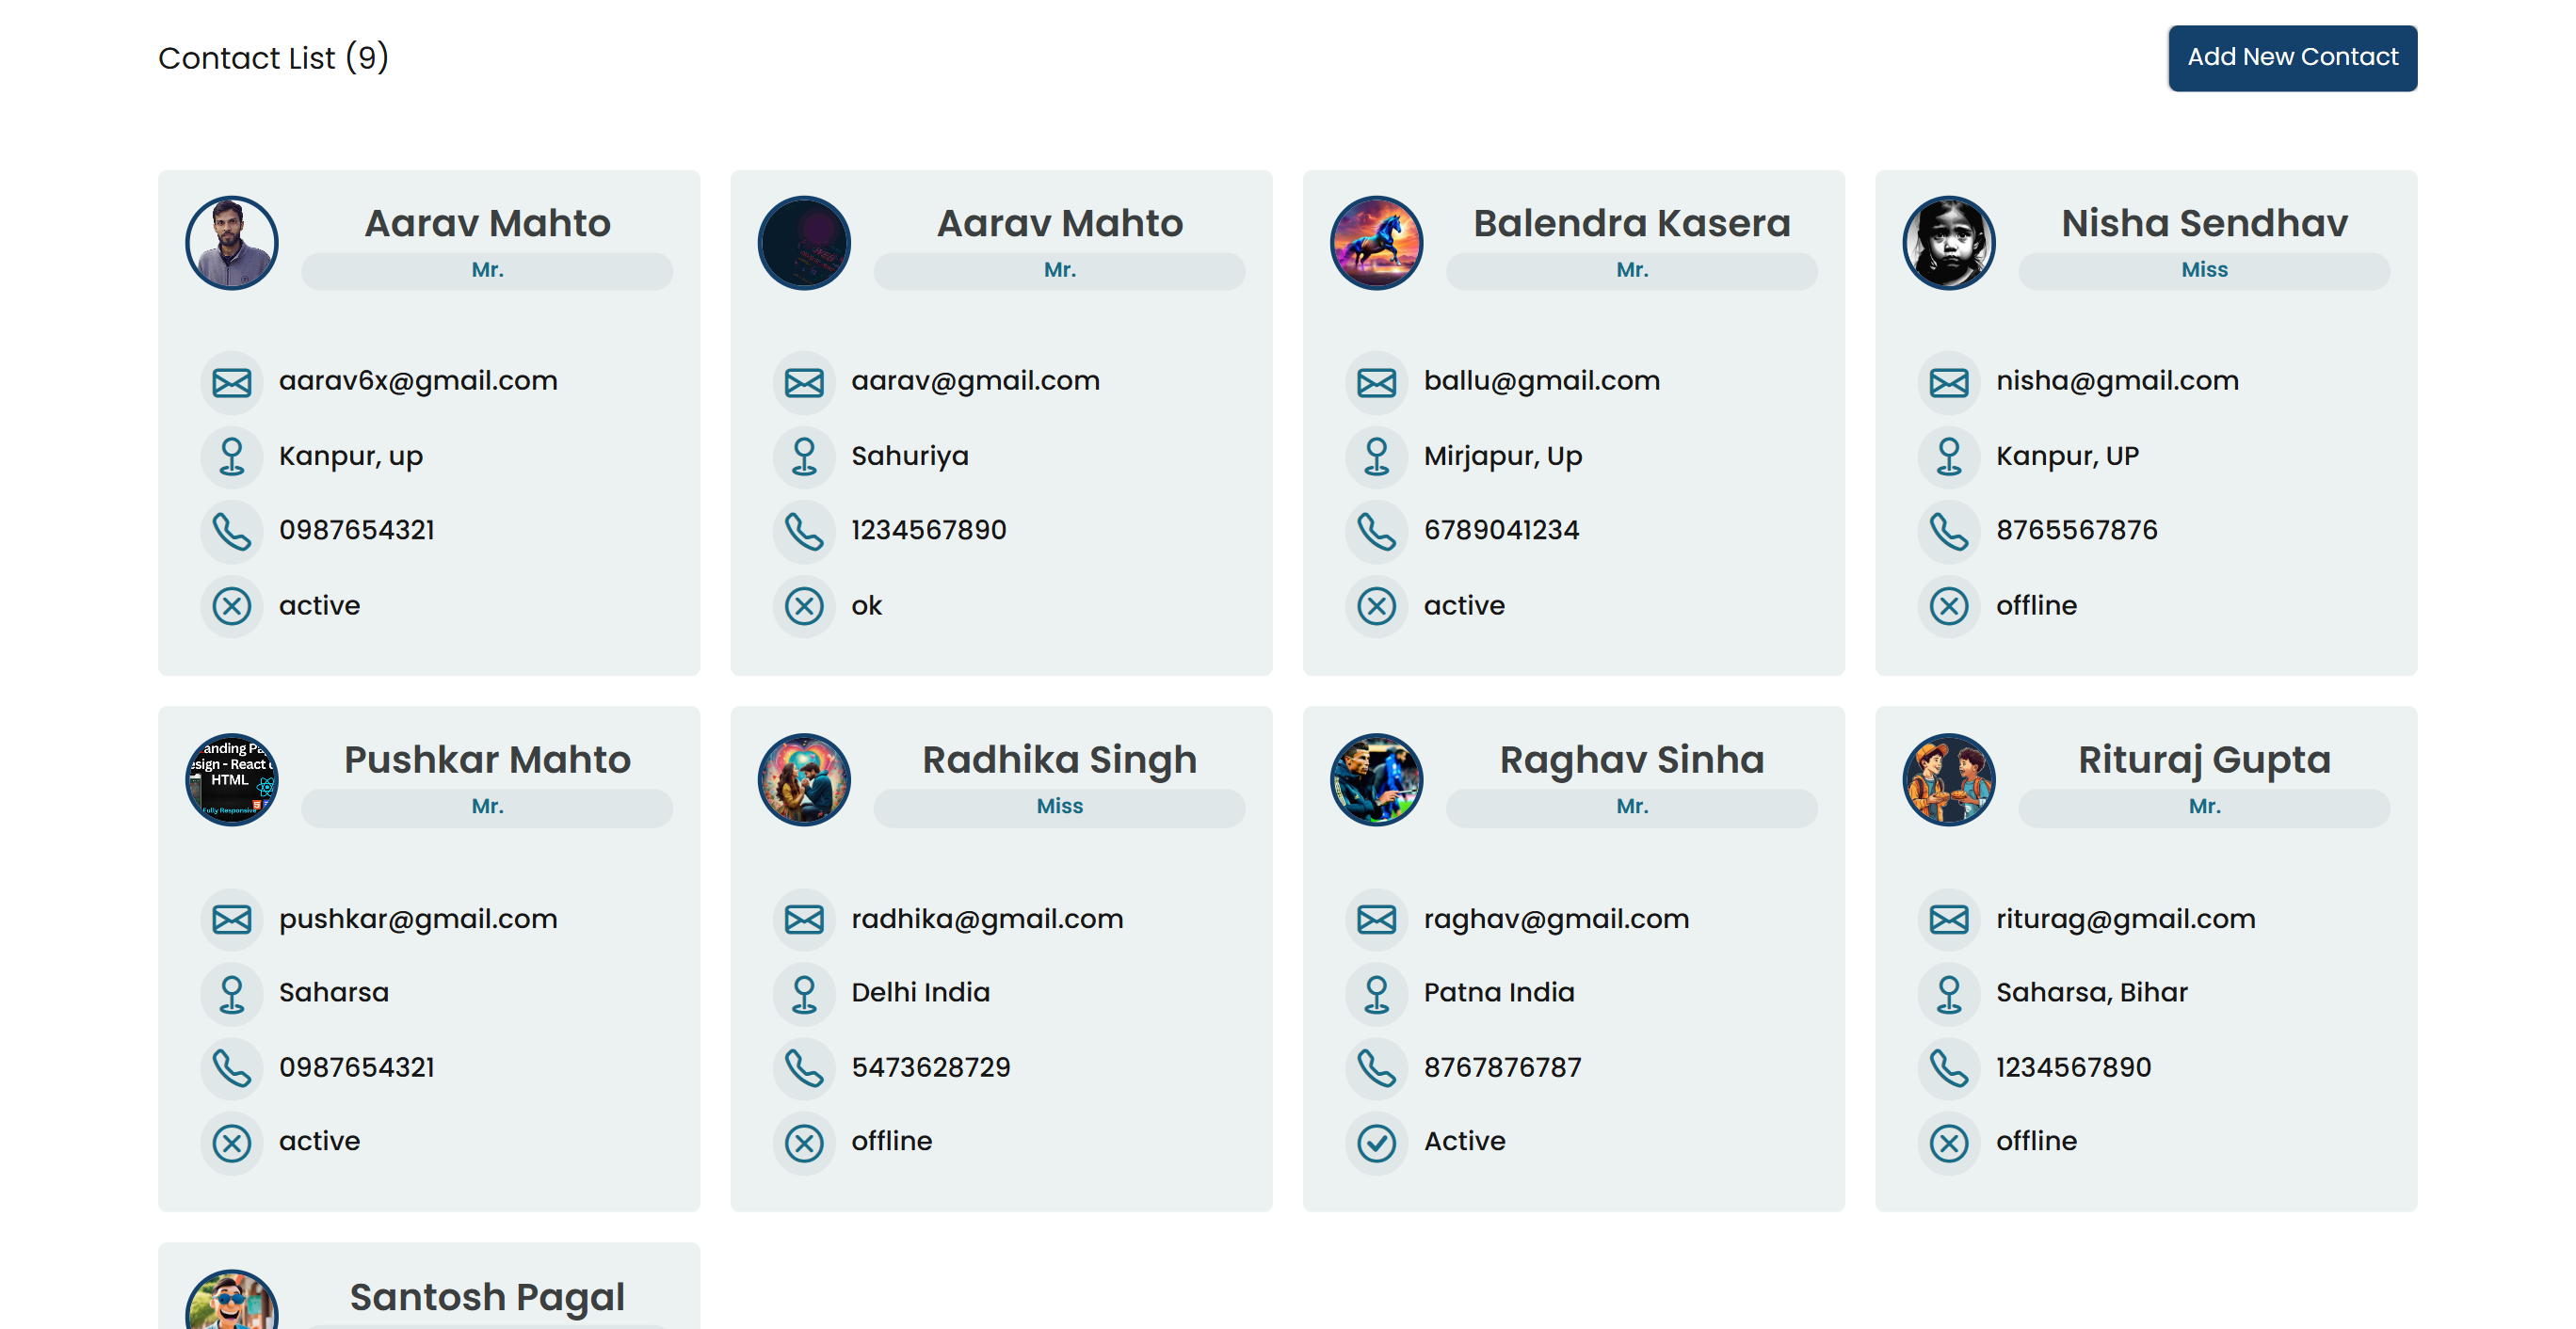 Contact List (9)
Add New Contact
Aarav Mahto
Mr.
aarav6x@gmail.com
Kanpur, up
0987654321
active
Aarav Mahto
Mr.
aarav@gmail.com
Sahuriya
1234567890
ok
Balendra Kasera
Mr.
ballu@gmail.com
Mirjapur, Up
6789041234
active
Nisha Sendhav
Miss
nisha@gmail.com
Kanpur, UP
8765567876
offline
anding Pa
esign - React
HTML
Fully Responsive
Pushkar Mahto
Mr.
pushkar@gmail.com
Saharsa
0987654321
active
Radhika Singh
Miss
radhika@gmail.com
Delhi India
5473628729
offline
Raghav Sinha
Mr.
raghav@gmail.com
Patna India
8767876787
Active
Rituraj Gupta
Mr.
riturag@gmail.com
Saharsa, Bihar
1234567890
offline
Santosh Pagal